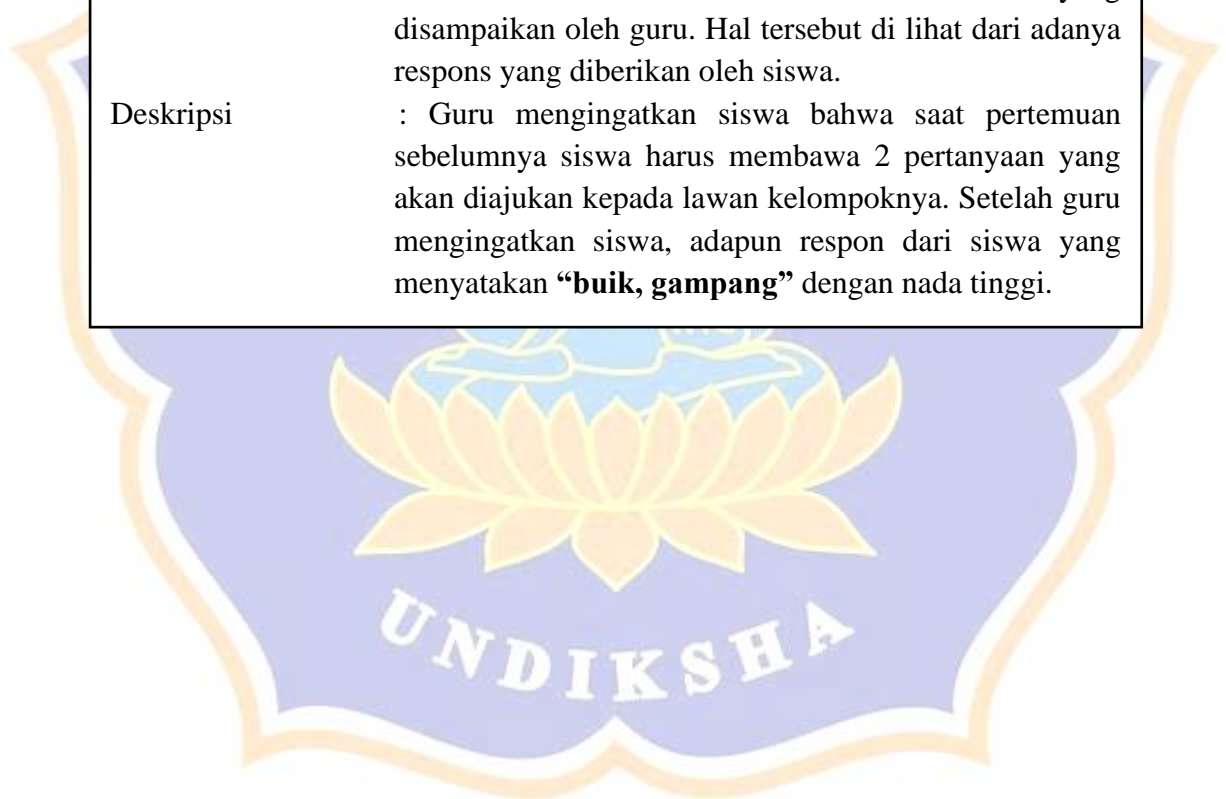 disampaikan oleh guru. Hal tersebut di lihat dari adanya
respons yang diberikan oleh siswa.
Deskripsi : Guru mengingatkan siswa bahwa saat pertemuan
sebelumnya siswa harus membawa 2 pertanyaan yang
akan diajukan kepada lawan kelompoknya. Setelah guru
mengingatkan siswa, adapun respon dari siswa yang
menyatakan “buik, gampang” dengan nada tinggi.
UNDIKSHA